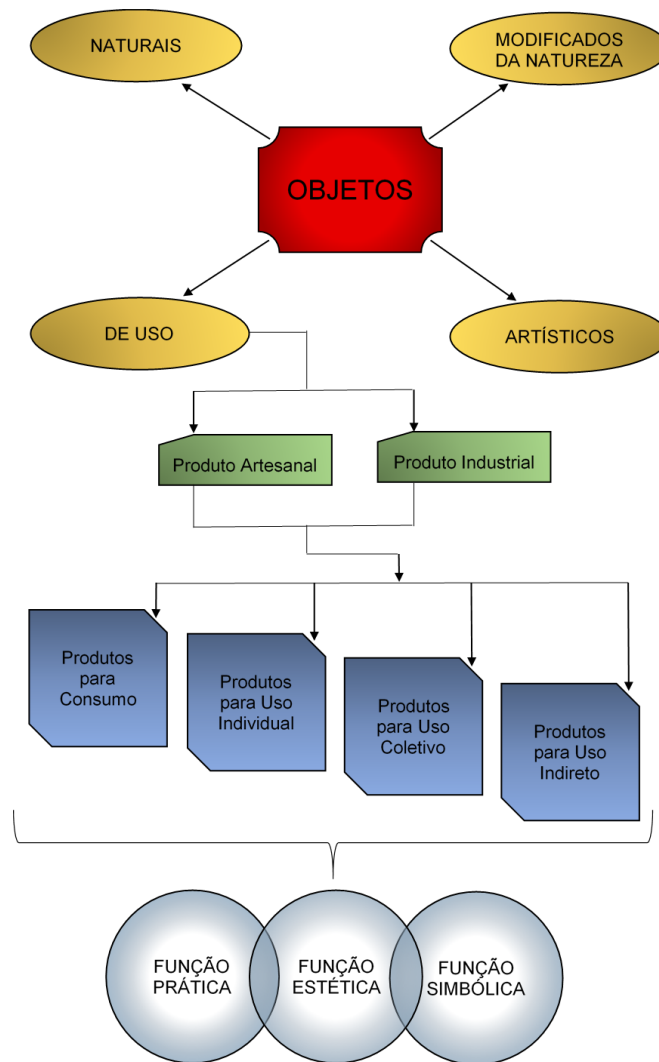 NATURAIS
MODIFICADOS
DA NATUREZA
OBJETOS
DE USO
ARTÍSTICOS
Produto Artesanal
Produto Industrial
Produtos
para
Consumo
Produtos
para Uso
Individual
Produtos
para Uso
Coletivo
Produtos
para Uso
Indireto
FUNÇÃO
PRÁTICA
FUNÇÃO
ESTÉTICA
FUNÇÃO
SIMBÓLICA